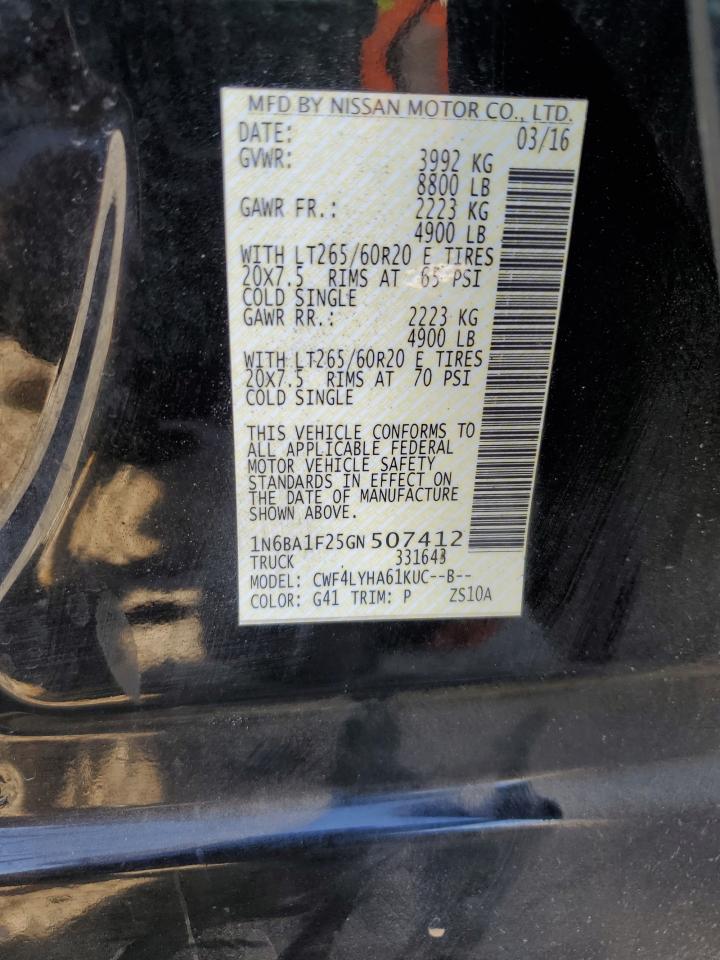 MFD BY NISSAN MOTOR CO., LTD.
DATE: 03/16
GVWR: 3992 KG
8800 LB
GAWR FR.: 2223 KG
4900 LB
WITH LT265/60R20 E TIRES
20X7.5 RIMS AT 65 PSI
COLD SINGLE
GAWR RR.: 2223 KG
4900 LB
WITH LT265/60R20 E TIRES
20X7.5 RIMS AT 70 PSI
COLD SINGLE
THIS VEHICLE CONFORMS TO
ALL APPLICABLE FEDERAL
MOTOR VEHICLE SAFETY
STANDARDS IN EFFECT ON
THE DATE OF MANUFACTURE
SHOWN ABOVE.
1N6BA1F25GN507412
TRUCK 331643
MODEL: CWF4LYHA61KUC--B--
COLOR: G41 TRIM: P ZS10A